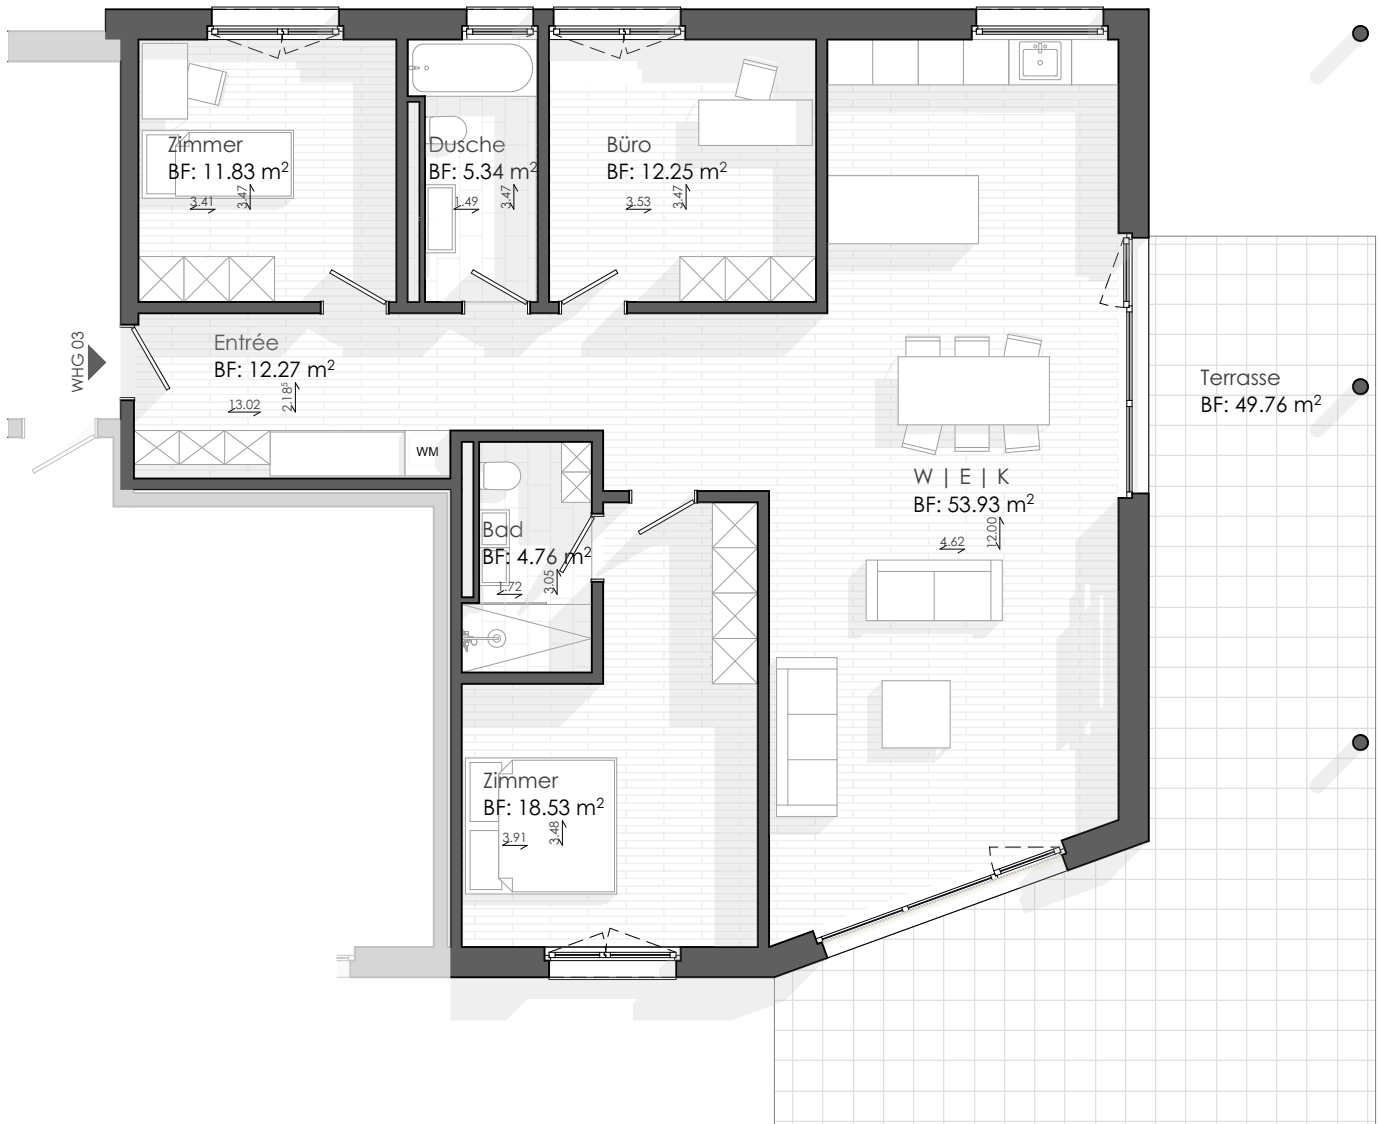 Zimmer
BF: 11.83 m²
3.41
3.47
Dusche
BF: 5.34 m²
1.49
3.47
Büro
BF: 12.25 m²
3.53
3.47
WHG 03
Entrée
BF: 12.27 m²
13.02
2.18⁵
WM
Terrasse
BF: 49.76 m²
W | E | K
BF: 53.93 m²
4.62
12.00
Bad
BF: 4.76 m²
1.72
3.05
Zimmer
BF: 18.53 m²
3.91
3.48